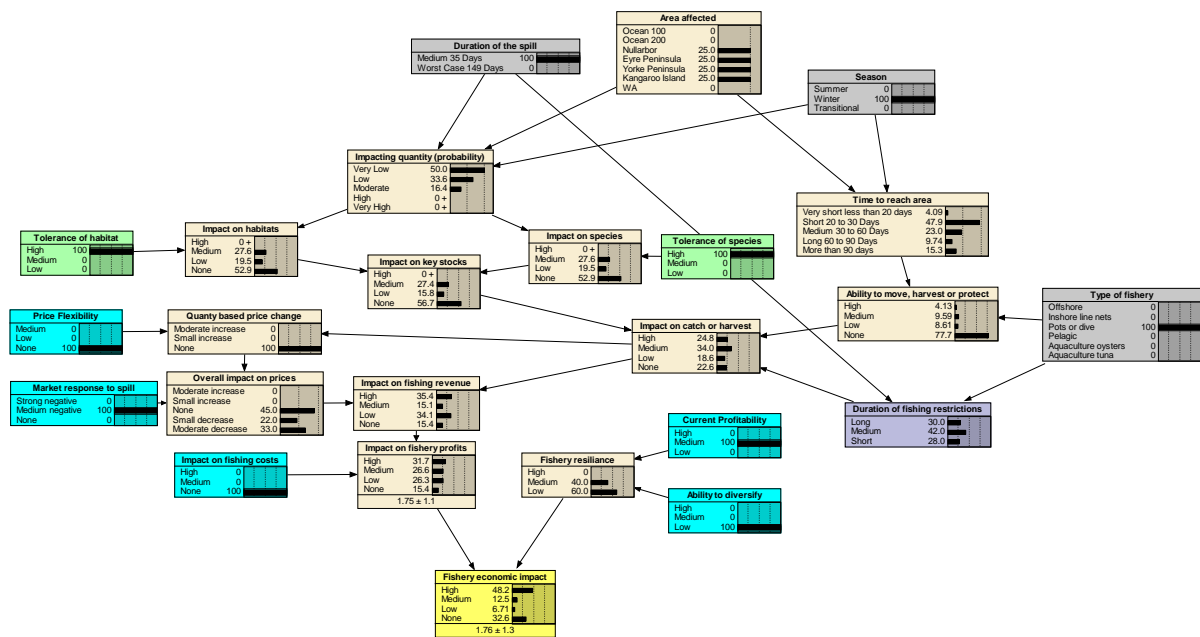 Area affected
Ocean 100 0
Ocean 200 0
Nullarbor 25.0
Eyre Peninsula 25.0
Yorke Peninsula 25.0
Kangaroo Island 25.0
WA 0
Duration of the spill
Medium 35 Days 100
Worst Case 149 Days 0
Season
Summer 0
Winter 100
Transitional 0
Impacting quantity (probability)
Very Low 50.0
Low 33.6
Moderate 16.4
High 0 +
Very High 0 +
Time to reach area
Very short less than 20 days 4.09
Short 20 to 30 Days 47.9
Medium 30 to 60 Days 23.0
Long 60 to 90 Days 9.74
More than 90 days 15.3
Tolerance of habitat
High 100
Medium 0
Low 0
Impact on habitats
High 0 +
Medium 27.6
Low 19.5
None 52.9
Impact on species
High 0 +
Medium 27.6
Low 19.5
None 52.9
Tolerance of species
High 100
Medium 0
Low 0
Impact on key stocks
High 0 +
Medium 27.4
Low 15.8
None 56.7
Ability to move, harvest or protect
High 4.13
Medium 9.59
Low 8.61
None 77.7
Type of fishery
Offshore 0
Inshore line nets 0
Pots or dive 100
Pelagic 0
Aquaculture oysters 0
Aquaculture tuna 0
Price Flexibility
Medium 0
Low 0
None 100
Quanty based price change
Moderate increase 0
Small increase 0
None 100
Impact on catch or harvest
High 24.8
Medium 34.0
Low 18.6
None 22.6
Market response to spill
Strong negative 0
Medium negative 100
None 0
Overall impact on prices
Moderate increase 0
Small increase 0
None 45.0
Small decrease 22.0
Moderate decrease 33.0
Impact on fishing revenue
High 35.4
Medium 15.1
Low 34.1
None 15.4
Duration of fishing restrictions
Long 30.0
Medium 42.0
Short 28.0
Current Profitability
High 0
Medium 100
Low 0
Impact on fishing costs
High 0
Medium 0
None 100
Impact on fishery profits
High 31.7
Medium 26.6
Low 26.3
None 15.4
1.75 ± 1.1
Fishery resiliance
High 0
Medium 40.0
Low 60.0
Ability to diversify
High 0
Medium 0
Low 100
Fishery economic impact
High 48.2
Medium 12.5
Low 6.71
None 32.6
1.76 ± 1.3